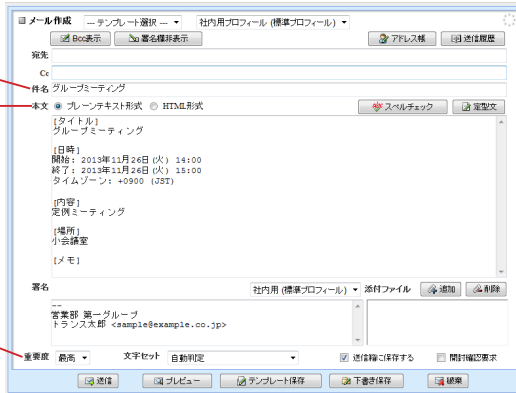 メール作成 --- テンプレート選択 --- 社内用プロフィール (標準プロフィール)
Bcc表示 署名欄非表示 アドレス帳 送信履歴
宛先
Cc
件名 グループミーティング
本文 プレーンテキスト形式 HTML形式 スペルチェック 定型文
[タイトル]
グループミーティング
[日時]
開始: 2013年11月26日(火) 14:00
終了: 2013年11月26日(火) 15:00
タイムゾーン: +0900 (JST)
[内容]
定例ミーティング
[場所]
小会議室
[メモ]
署名 社内用 (標準プロフィール) 添付ファイル 追加 削除
--
営業部 第一グループ
トランス太郎 <sample@example.co.jp>
重要度 最高 文字セット 自動判定 送信箱に保存する 開封確認要求
送信 プレビュー テンプレート保存 下書き保存 破棄